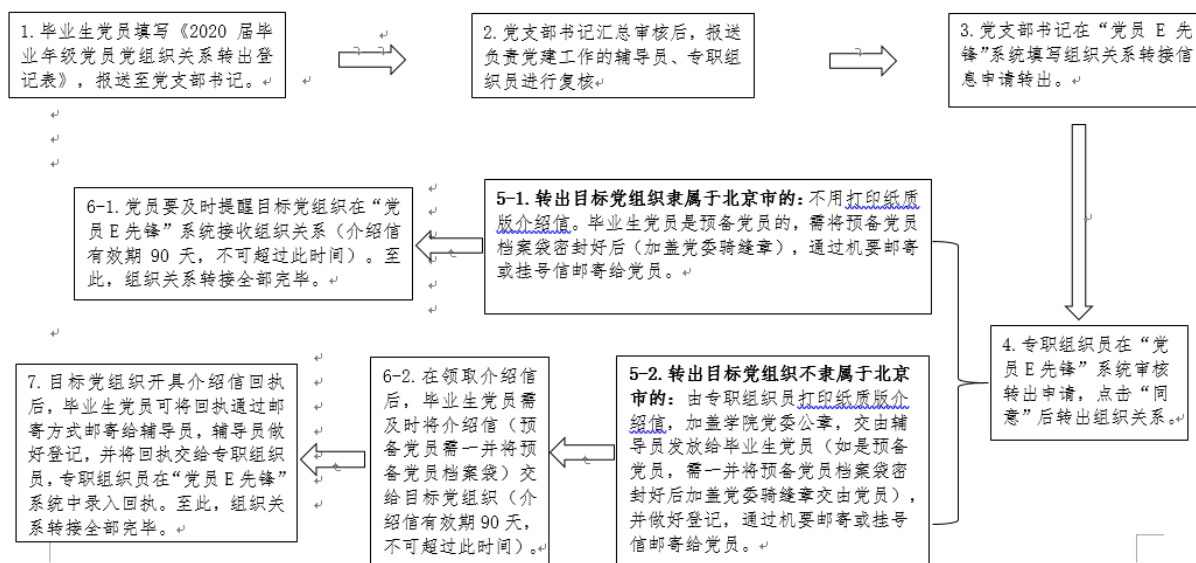 1.毕业生党员填写《2020 届毕
业年级党员党组织关系转出登
记表》，报送至党支部书记。
2.党支部书记汇总审核后，报送
负责党建工作的辅导员、专职组
织员进行复核
3.党支部书记在“党员 E 先
锋”系统填写组织关系转接信
息申请转出。
4.专职组织员在“党
员E先锋”系统审核
转出申请，点击“同
意”后转出组织关系。
5-1.转出目标党组织隶属于北京市的：不用打印纸质
版介绍信。毕业生党员是预备党员的，需将预备党员
档案袋密封好后（加盖党委骑缝章），通过机要邮寄
或挂号信邮寄给党员。
6-1.党员要及时提醒目标党组织在“党
员E先锋”系统接收组织关系（介绍信
有效期 90 天，不可超过此时间）。至
此，组织关系转接全部完毕。
5-2.转出目标党组织不隶属于北京
市的：由专职组织员打印纸质版介
绍信，加盖学院党委公章，交由辅
导员发放给毕业生党员（如是预备
党员，需一并将预备党员档案袋密
封好后加盖党委骑缝章交由党员），
并做好登记，通过机要邮寄或挂号
信邮寄给党员。
6-2.在领取介绍信
后，毕业生党员需
及时将介绍信（预
备党员需一并将预
备党员档案袋）交
给目标党组织（介
绍信有效期90天，
不可超过此时间）。
7.目标党组织开具介绍信回执
后，毕业生党员可将回执通过邮
寄方式邮寄给辅导员，辅导员做
好登记，并将回执交给专职组织
员，专职组织员在“党员E先锋”
系统中录入回执。至此，组织关
系转接全部完毕。